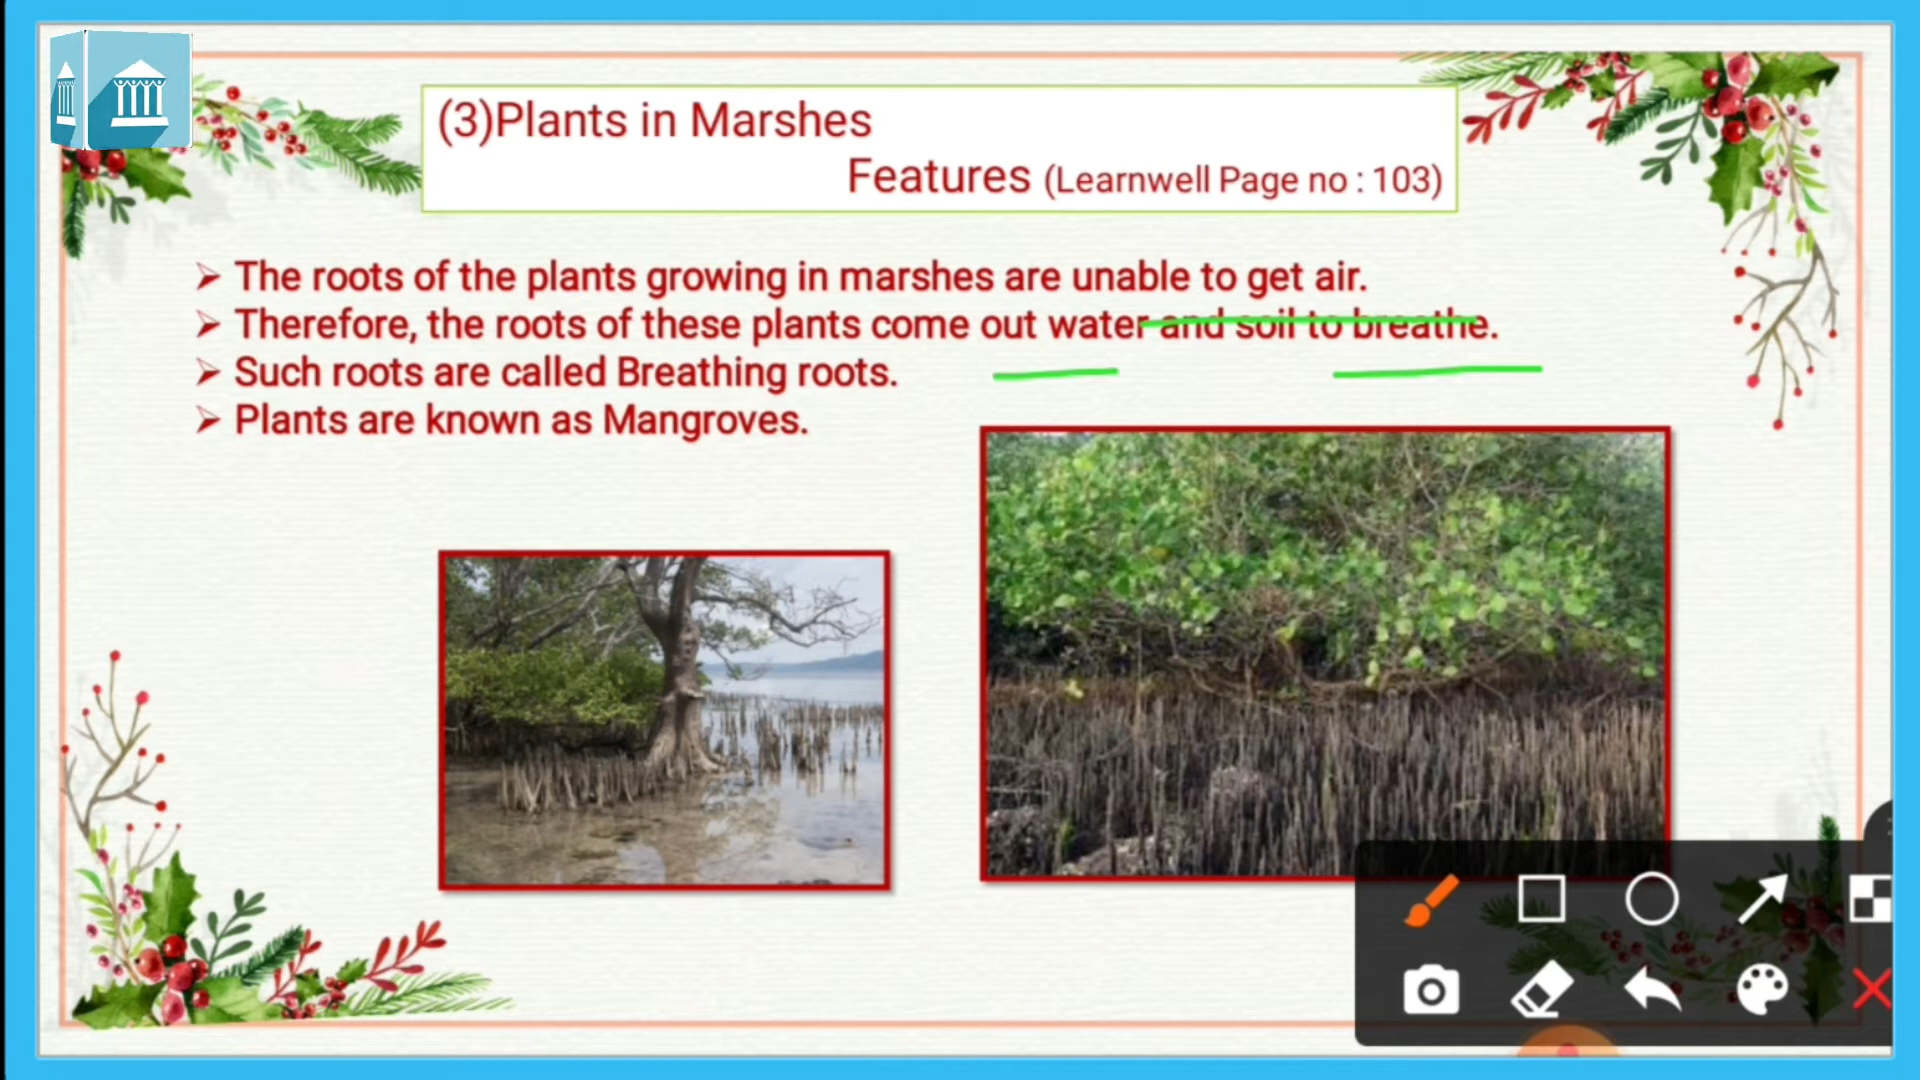 (3)Plants in Marshes
Features (Learnwell Page no : 103)
The roots of the plants growing in marshes are unable to get air.
Therefore, the roots of these plants come out water and soil to breathe.
Such roots are called Breathing roots.
Plants are known as Mangroves.